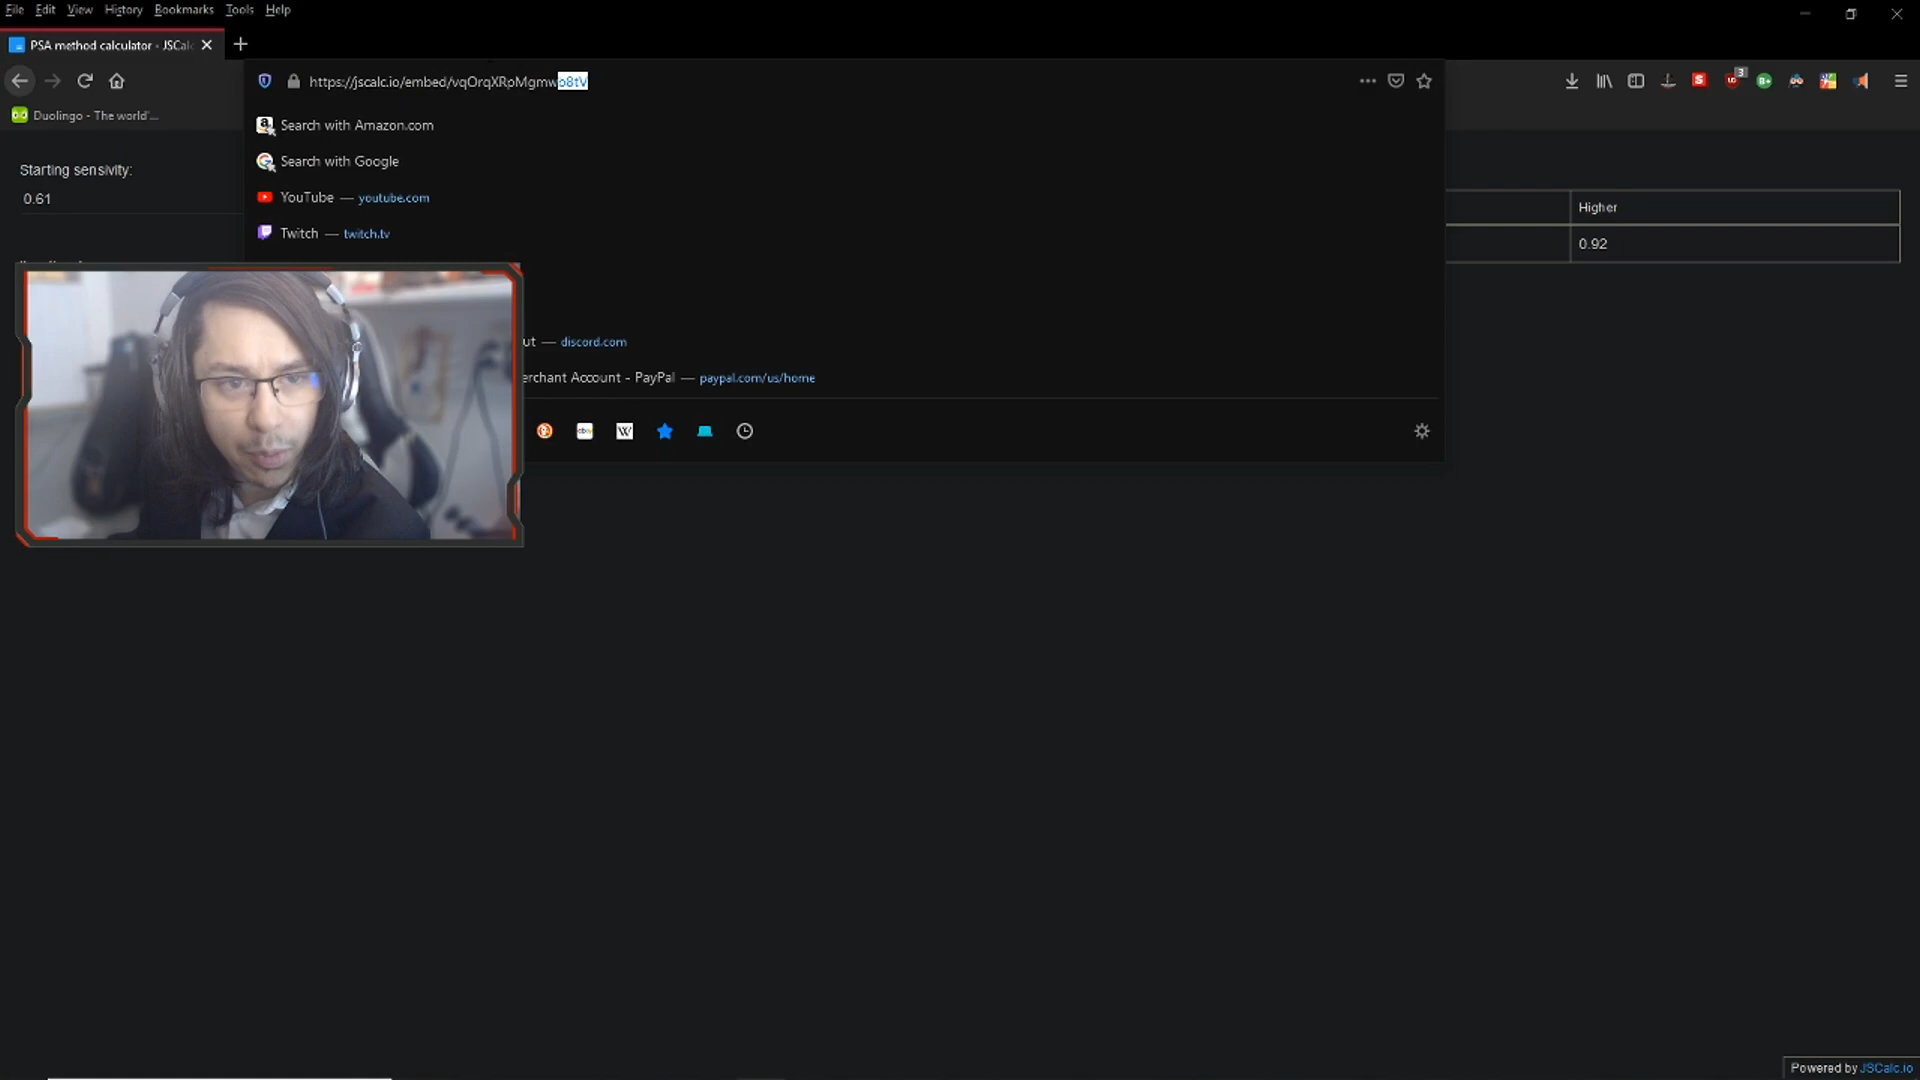 File Edit View History Bookmarks Tools Help
PSA method calculator - JSCalc
https://jscalc.io/embed/vqOrqXRpMgmwo8tV
3
Duolingo - The world'...
Search with Amazon.com
Search with Google
YouTube — youtube.com
Twitch — twitch.tv
ut — discord.com
erchant Account - PayPal — paypal.com/us/home
Starting sensivity:
0.61
Higher
0.92
Powered by JSCalc.io